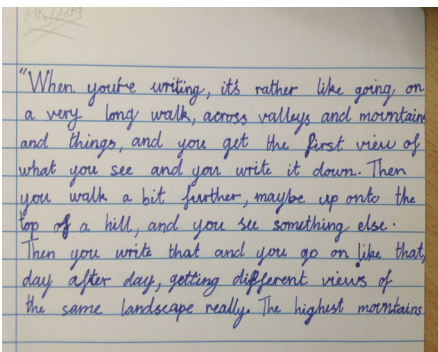 "When you're writing, it's rather like going on
a very long walk, across valleys and mountains
and things, and you get the first view of
what you see and you write it down. Then
you walk a bit further, maybe up onto the
top of a hill, and you see something else.
Then you write that and you go on like that,
day after day, getting different views of
the same landscape really. The highest mountains